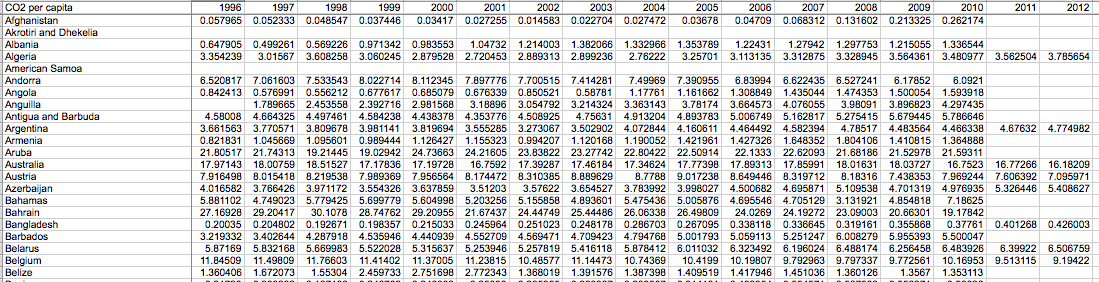 CO2 per capita 1996 1997 1998 1999 2000 2001 2002 2003 2004 2005 2006 2007 2008 2009 2010 2011 2012
Afghanistan 0.057965 0.052333 0.048547 0.037446 0.03417 0.027255 0.014583 0.022704 0.027472 0.03678 0.04709 0.068312 0.131602 0.213325 0.262174
Akrotiri and Dhekelia
Albania 0.647905 0.499261 0.569226 0.971342 0.983553 1.04732 1.214003 1.382066 1.332966 1.353789 1.22431 1.27942 1.297753 1.215055 1.336544
Algeria 3.354239 3.01567 3.608258 3.060245 2.879528 2.720453 2.889313 2.899236 2.76222 3.25701 3.113135 3.312875 3.328945 3.564361 3.480977 3.562504 3.785654
American Samoa
Andorra 6.520817 7.061603 7.533543 8.022714 8.112345 7.897776 7.700515 7.414281 7.49969 7.390955 6.83994 6.622435 6.527241 6.17852 6.0921
Angola 0.842413 0.576991 0.556212 0.677617 0.685079 0.676339 0.850521 0.58781 1.17761 1.161662 1.308849 1.435044 1.474353 1.500054 1.593918
Anguilla 1.789665 2.453558 2.392716 2.981568 3.18896 3.054792 3.214324 3.363143 3.78174 3.664573 4.076055 3.98091 3.896823 4.297435
Antigua and Barbuda 4.58008 4.664325 4.497461 4.584238 4.438378 4.353776 4.508925 4.75631 4.913204 4.893783 5.006749 5.162817 5.275415 5.679445 5.786646
Argentina 3.661563 3.770571 3.809678 3.981141 3.819694 3.555285 3.273067 3.502902 4.072844 4.160611 4.464492 4.582394 4.78517 4.483564 4.466338 4.67632 4.774982
Armenia 0.821831 1.045669 1.095601 0.989444 1.126427 1.155323 0.994207 1.120168 1.190052 1.421961 1.427326 1.648735 1.910409 1.410815 1.364888
Aruba 21.80517 21.74313 19.21445 19.02942 24.73663 24.21605 23.83822 23.27742 22.80422 22.50914 22.1333 22.62093 21.68186 21.52978 21.59311
Australia 17.97143 18.00759 18.51527 17.17836 17.19728 16.7592 17.39287 17.46184 17.34624 17.77398 17.89313 17.85991 18.01631 18.03727 16.7523 16.77266 16.18209
Austria 7.916498 8.015418 8.219538 7.989369 7.956564 8.174472 8.310385 8.889629 8.7788 9.017238 8.649446 8.319712 8.18316 7.438353 7.969244 7.606392 7.095971
Azerbaijan 4.016582 3.766426 3.971172 3.554326 3.637859 3.51203 3.57622 3.654527 3.783992 3.998027 4.500682 4.695871 5.109538 4.701319 4.976935 5.326446 5.408627
Bahamas 5.881102 4.749023 5.779425 5.699779 5.604998 5.203256 5.155858 4.893601 5.475436 5.005876 4.695546 4.705129 3.131921 4.854818 7.18625
Bahrain 27.16928 29.20417 30.1078 28.74762 29.20955 21.67437 24.44749 25.44486 26.06338 26.49809 24.0269 24.19272 23.09003 20.66301 19.17842
Bangladesh 0.20035 0.204802 0.192671 0.198357 0.215033 0.245964 0.251023 0.248178 0.286703 0.267095 0.338118 0.336645 0.319161 0.355868 0.37761 0.401268 0.426003
Barbados 3.219332 3.402644 4.287918 4.535946 4.440939 4.552709 4.569471 4.709423 4.794768 5.001793 5.059113 5.251247 6.008279 5.955393 5.500047
Belarus 5.87169 5.832168 5.669983 5.522028 5.315637 5.253946 5.257819 5.416118 5.878412 6.011032 6.323492 6.196024 6.488174 6.256458 6.483926 6.39922 6.506759
Belgium 11.84509 11.49809 11.76603 11.41402 11.37005 11.23815 10.48577 11.14473 10.74369 10.4199 10.19807 9.792963 9.797337 9.772561 10.16953 9.513115 9.19422
Belize 1.360406 1.672073 1.55304 2.459733 2.751698 2.772343 1.368019 1.391576 1.387398 1.409519 1.417946 1.451036 1.360126 1.3567 1.353113